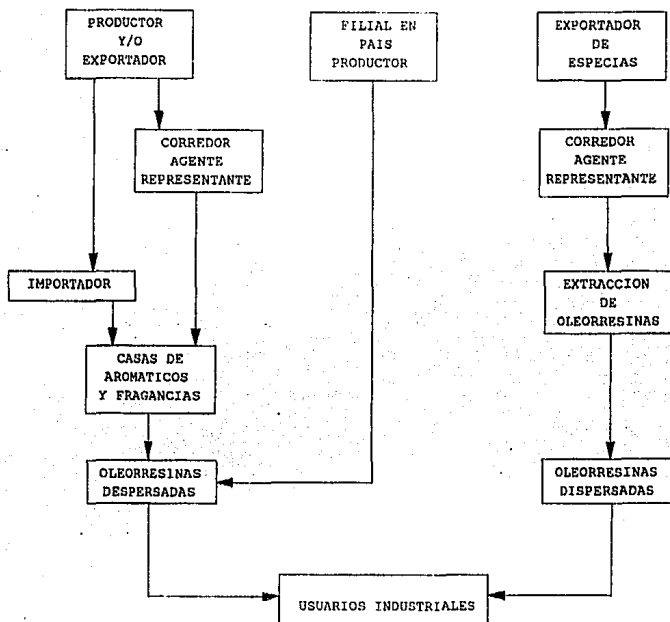 PRODUCTOR
Y/O
EXPORTADOR
FILIAL EN
PAIS
PRODUCTOR
EXPORTADOR
DE
ESPECIAS
CORREDOR
AGENTE
REPRESENTANTE
CORREDOR
AGENTE
REPRESENTANTE
IMPORTADOR
EXTRACCION
DE
OLEORRESINAS
CASAS DE
AROMATICOS
Y FRAGANCIAS
OLEORRESINAS
DESPERSADAS
OLEORRESINAS
DISPERSADAS
USUARIOS INDUSTRIALES